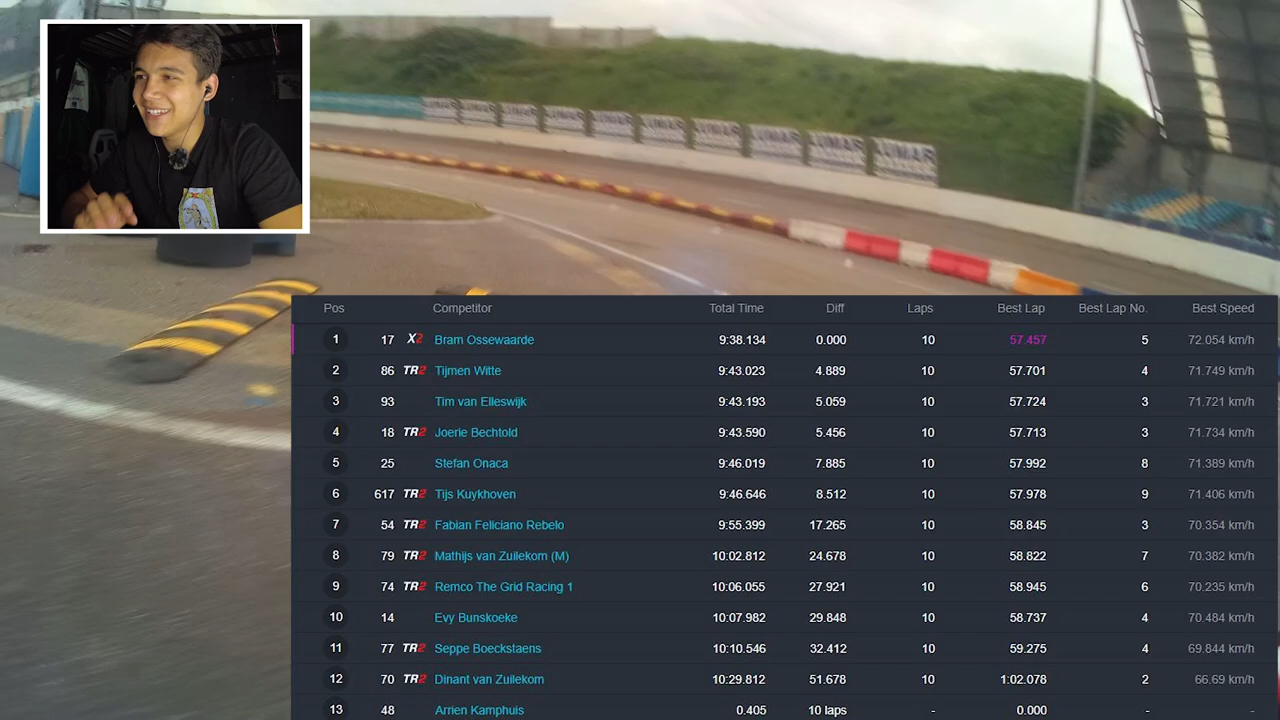 LIMAR LIMAR LIMAR LIMAR LIMAR
Pos Competitor Total Time Diff Laps Best Lap Best Lap No. Best Speed
1 17 X2 Bram Ossewaarde 9:38.134 0.000 10 57.457 5 72.054 km/h
2 86 TR2 Tijmen Witte 9:43.023 4.889 10 57.701 4 71.749 km/h
3 93 Tim van Elleswijk 9:43.193 5.059 10 57.724 3 71.721 km/h
4 18 TR2 Joerie Bechtold 9:43.590 5.456 10 57.713 3 71.734 km/h
5 25 Stefan Onaca 9:46.019 7.885 10 57.992 8 71.389 km/h
6 617 TR2 Tijs Kuykhoven 9:46.646 8.512 10 57.978 9 71.406 km/h
7 54 TR2 Fabian Feliciano Rebelo 9:55.399 17.265 10 58.845 3 70.354 km/h
8 79 TR2 Mathijs van Zuilekom (M) 10:02.812 24.678 10 58.822 7 70.382 km/h
9 74 TR2 Remco The Grid Racing 1 10:06.055 27.921 10 58.945 6 70.235 km/h
10 14 Evy Bunskoeke 10:07.982 29.848 10 58.737 4 70.484 km/h
11 77 TR2 Seppe Boeckstaens 10:10.546 32.412 10 59.275 4 69.844 km/h
12 70 TR2 Dinant van Zuilekom 10:29.812 51.678 10 1:02.078 2 66.69 km/h
13 48 Arrien Kamphuis 0.405 10 laps - 0.000 - -